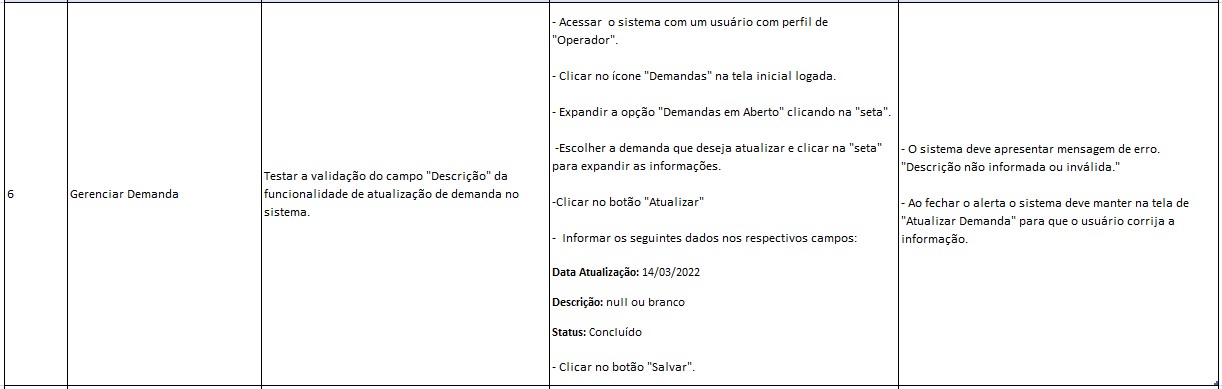 6
Gerenciar Demanda
Testar a validação do campo "Descrição" da
funcionalidade de atualização de demanda no
sistema.
- Acessar  o sistema com um usuário com perfil de
"Operador".
- Clicar no ícone "Demandas" na tela inicial logada.
- Expandir a opção "Demandas em Aberto" clicando na "seta".
-Escolher a demanda que deseja atualizar e clicar na "seta"
para expandir as informações.
-Clicar no botão "Atualizar"
-  Informar os seguintes dados nos respectivos campos:
Data Atualização: 14/03/2022
Descrição: null ou branco
Status: Concluído
- Clicar no botão "Salvar".
- O sistema deve apresentar mensagem de erro.
"Descrição não informada ou inválida."
- Ao fechar o alerta o sistema deve manter na tela de
"Atualizar Demanda" para que o usuário corrija a
informação.